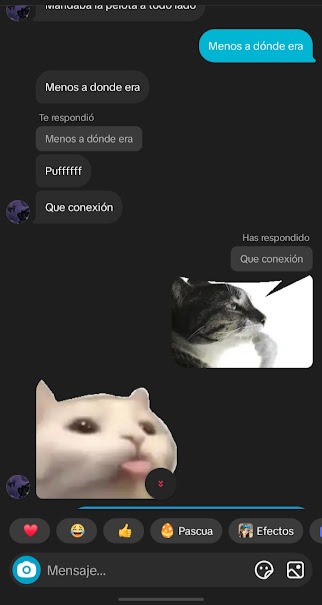 Mandaba la pelota a todo lado
Menos a dónde era
Menos a donde era
Te respondió
Menos a dónde era
Puffffff
Que conexión
Has respondido
Que conexión
Pascua
Efectos
Mensaje...